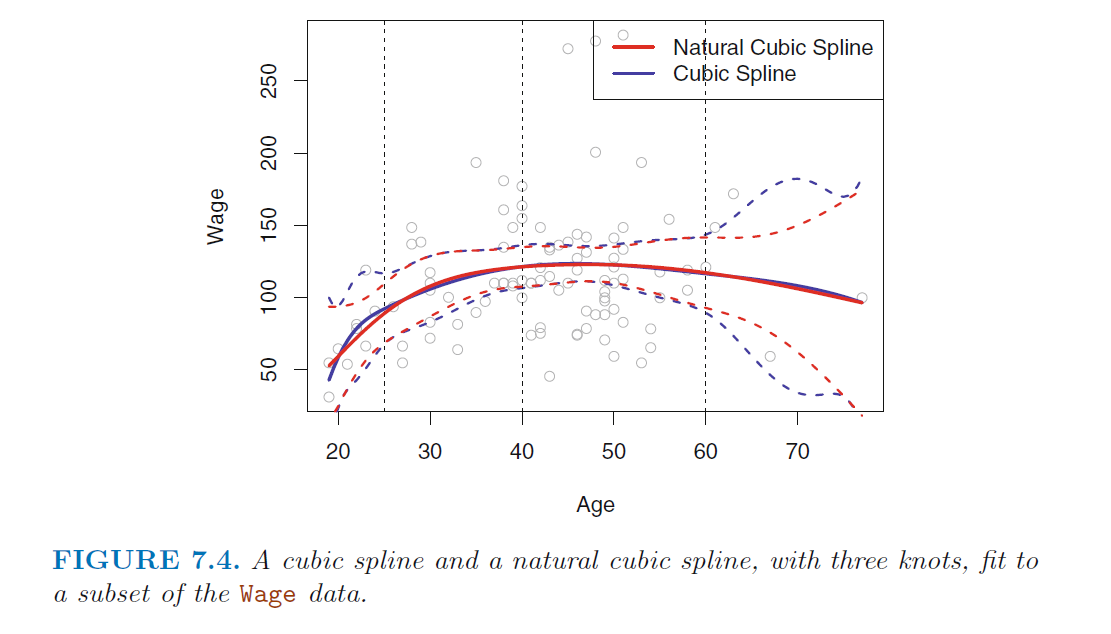 Natural Cubic Spline
Cubic Spline
250
200
150
100
50
Wage
20 30 40 50 60 70
Age
FIGURE 7.4. A cubic spline and a natural cubic spline, with three knots, fit to
a subset of the Wage data.